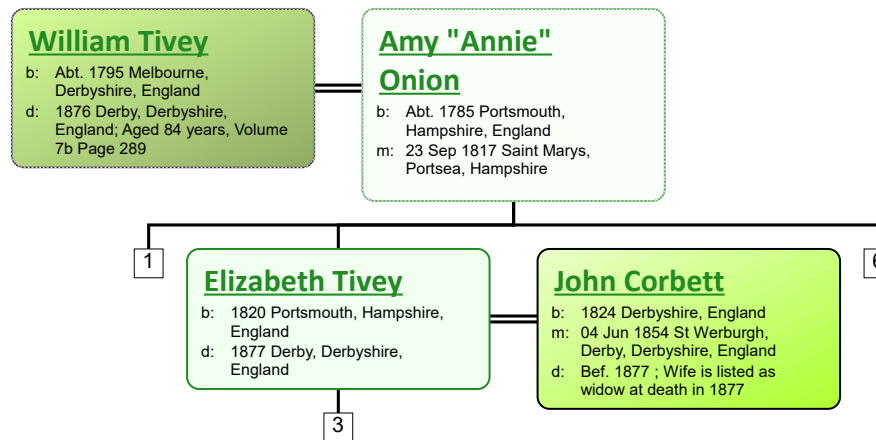 William Tivey
b: Abt. 1795 Melbourne,
Derbyshire, England
d: 1876 Derby, Derbyshire,
England; Aged 84 years, Volume
7b Page 289
Amy "Annie"
Onion
b: Abt. 1785 Portsmouth,
Hampshire, England
m: 23 Sep 1817 Saint Marys,
Portsea, Hampshire
1
6
Elizabeth Tivey
b: 1820 Portsmouth, Hampshire,
England
d: 1877 Derby, Derbyshire,
England
John Corbett
b: 1824 Derbyshire, England
m: 04 Jun 1854 St Werburgh,
Derby, Derbyshire, England
d: Bef. 1877 ; Wife is listed as
widow at death in 1877
3